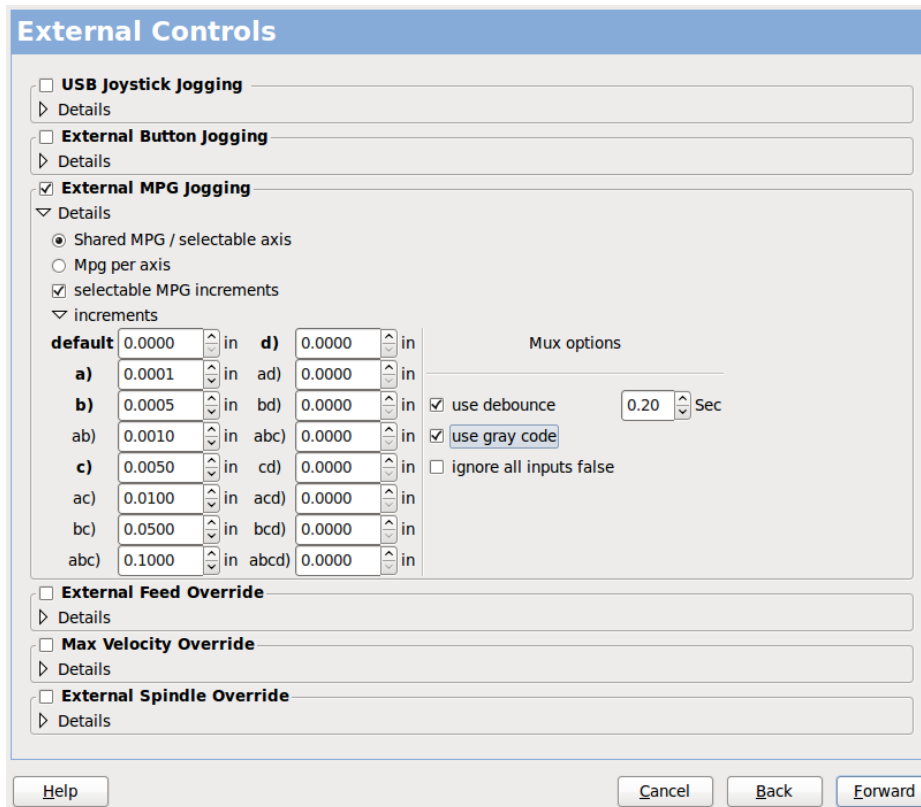 External Controls
USB Joystick Jogging
Details
External Button Jogging
Details
External MPG Jogging
Details
Shared MPG / selectable axis
Mpg per axis
selectable MPG increments
increments
default 0.0000 in d) 0.0000 in Mux options
a) 0.0001 in ad) 0.0000 in
b) 0.0005 in bd) 0.0000 in use debounce 0.20 Sec
ab) 0.0010 in abc) 0.0000 in use gray code
c) 0.0050 in cd) 0.0000 in ignore all inputs false
ac) 0.0100 in acd) 0.0000 in
bc) 0.0500 in bcd) 0.0000 in
abc) 0.1000 in abcd) 0.0000 in
External Feed Override
Details
Max Velocity Override
Details
External Spindle Override
Details
Help Cancel Back Forward